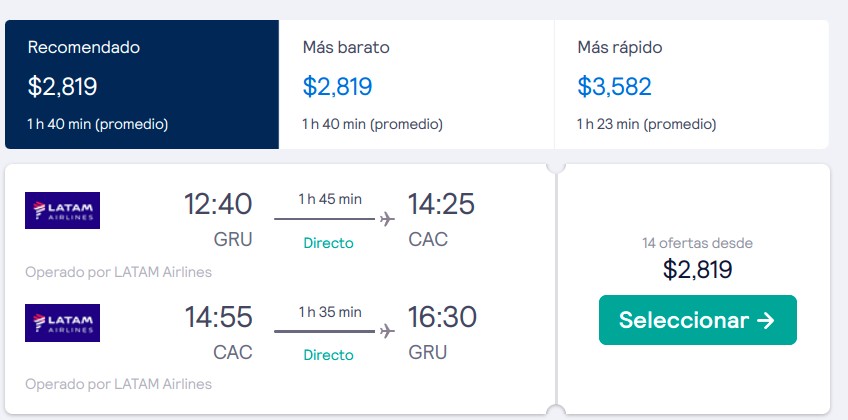 Recomendado
$2,819
1 h 40 min (promedio)
Más barato
$2,819
1 h 40 min (promedio)
Más rápido
$3,582
1 h 23 min (promedio)
LATAM
AIRLINES
12:40
GRU
1 h 45 min
Directo
14:25
CAC
Operado por LATAM Airlines
LATAM
AIRLINES
14:55
CAC
1 h 35 min
Directo
16:30
GRU
Operado por LATAM Airlines
14 ofertas desde
$2,819
Seleccionar →